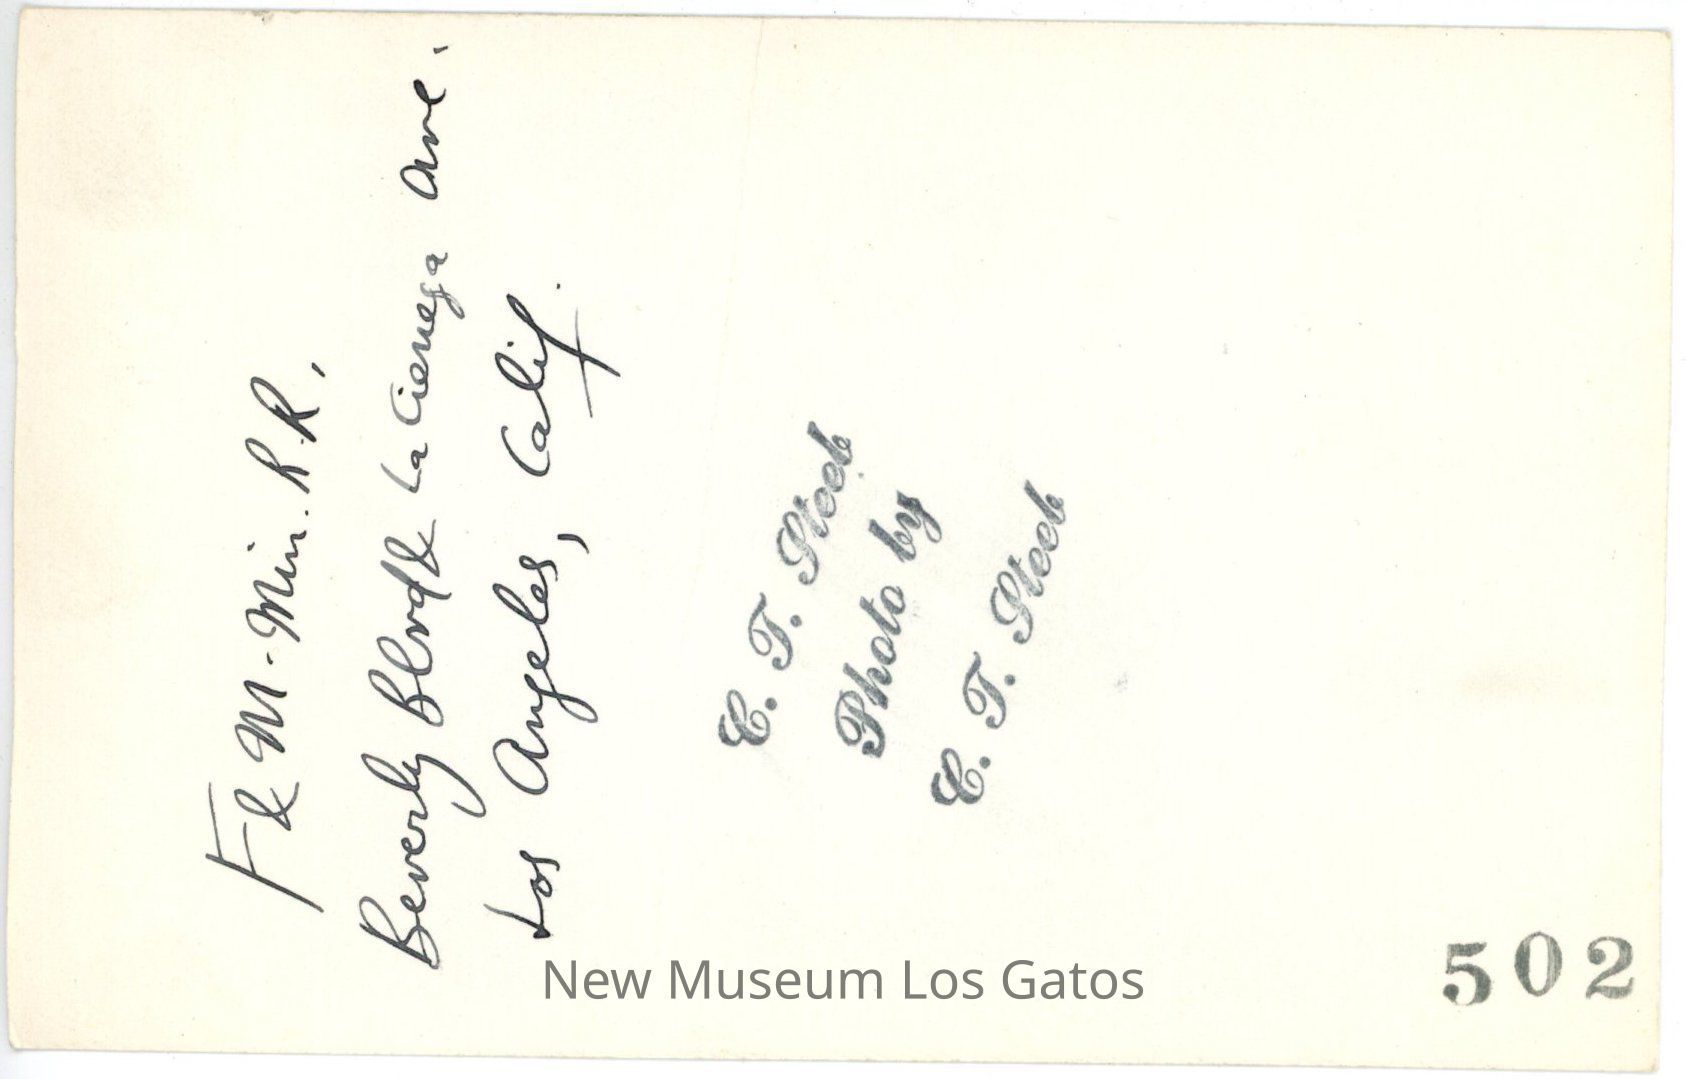 F & M. Min. R.R.,
Beverly Blvd & La Cienega Ave.
Los Angeles, Calif.
C. T. Steeb
Photo by
C. T. Steeb
502
New Museum Los Gatos